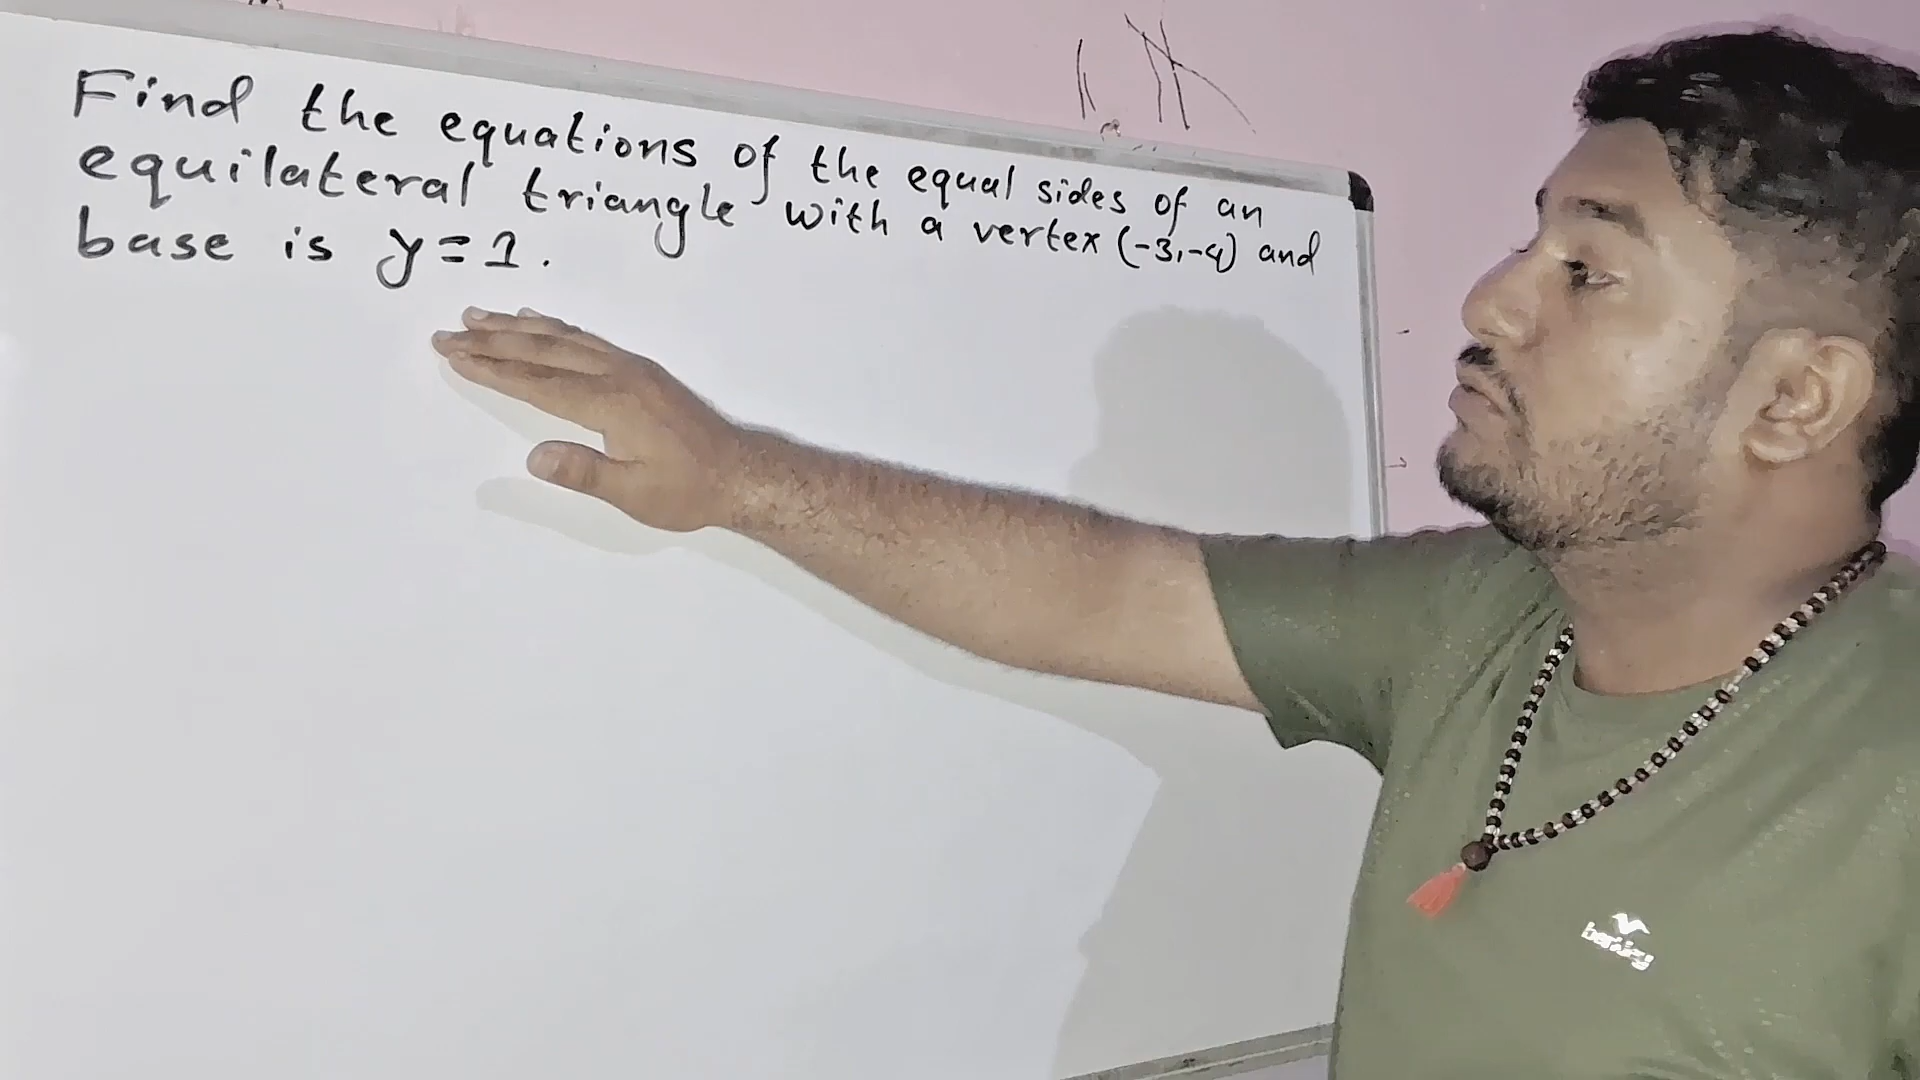 Find the equations of the equal sides of an
equilateral triangle with a vertex (-3,-4) and
base is y=1.